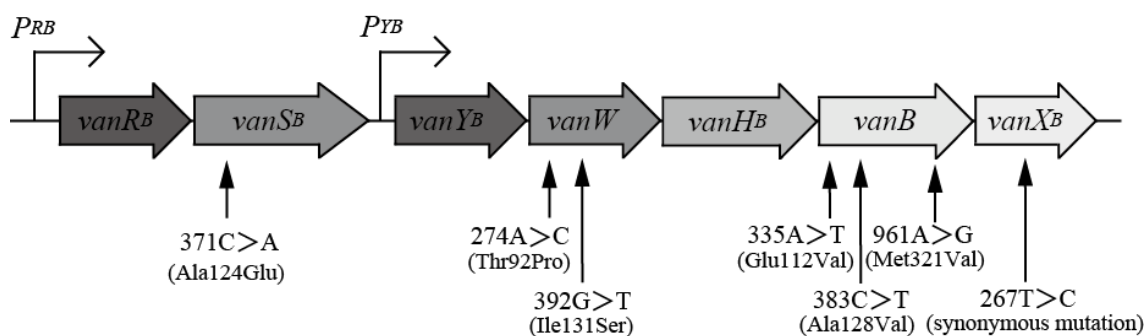 PRB PYB
vanRB vanSB vanYB vanW vanHB vanB vanXB
371C>A
(Ala124Glu)
274A>C
(Thr92Pro)
392G>T
(Ile131Ser)
335A>T
(Glu112Val)
383C>T
(Ala128Val)
961A>G
(Met321Val)
267T>C
(synonymous mutation)